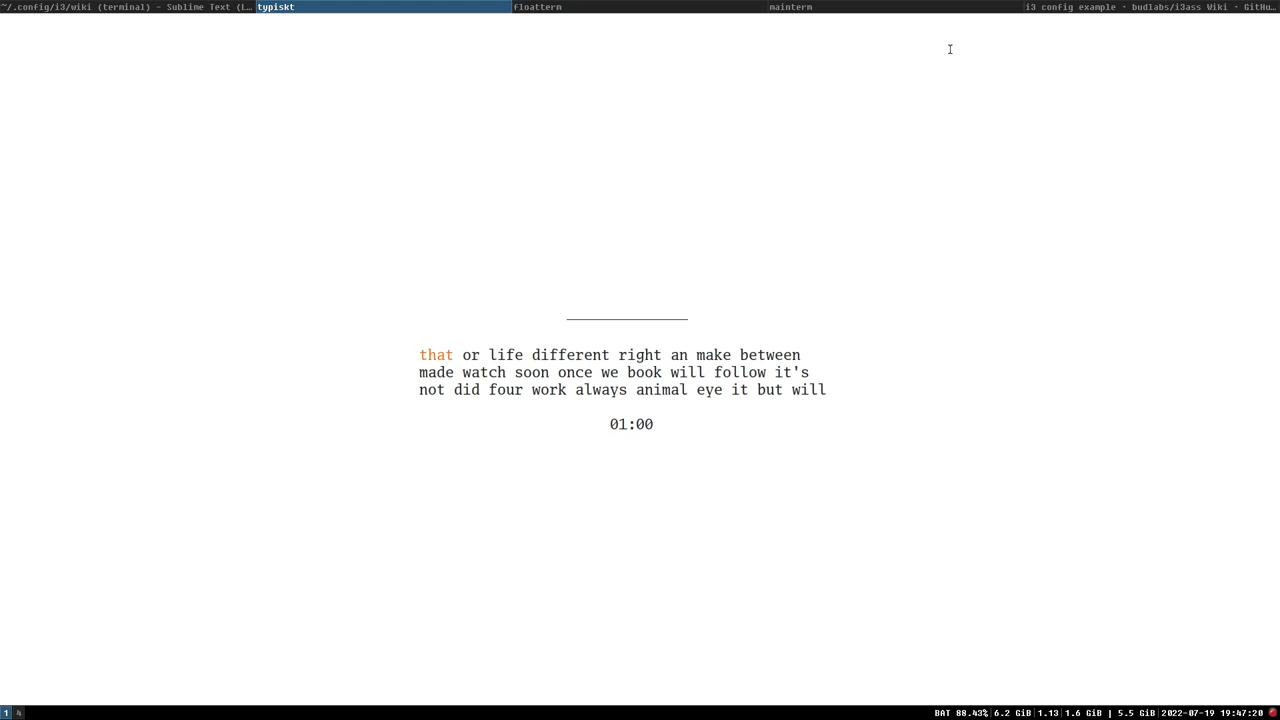 ~/.config/i3/wiki (terminal) - Sublime Text (L…
typiskt
floatterm
mainterm
i3 config example · budlabs/i3ass Wiki · GitHu…
that or life different right an make between
made watch soon once we book will follow it's
not did four work always animal eye it but will
01:00
1
4
BAT 88.43%|6.2 GiB|1.13|1.6 GiB | 5.5 GiB|2022-07-19 19:47:20